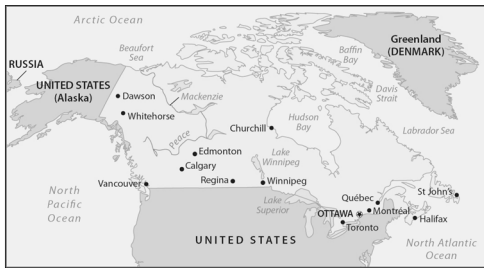 Arctic Ocean
Beaufort
Sea
Baffin
Bay
Greenland
(DENMARK)
RUSSIA
UNITED STATES
(Alaska)
Dawson
Mackenzie
Whitehorse
Davis
Strait
Churchill
Hudson
Bay
Labrador Sea
Peace
Edmonton
Calgary
Lake
Winnipeg
Vancouver
Regina
Winnipeg
St John's
North
Pacific
Ocean
Lake
Superior
Québec
OTTAWA
Montréal
Halifax
Toronto
UNITED STATES
North Atlantic
Ocean